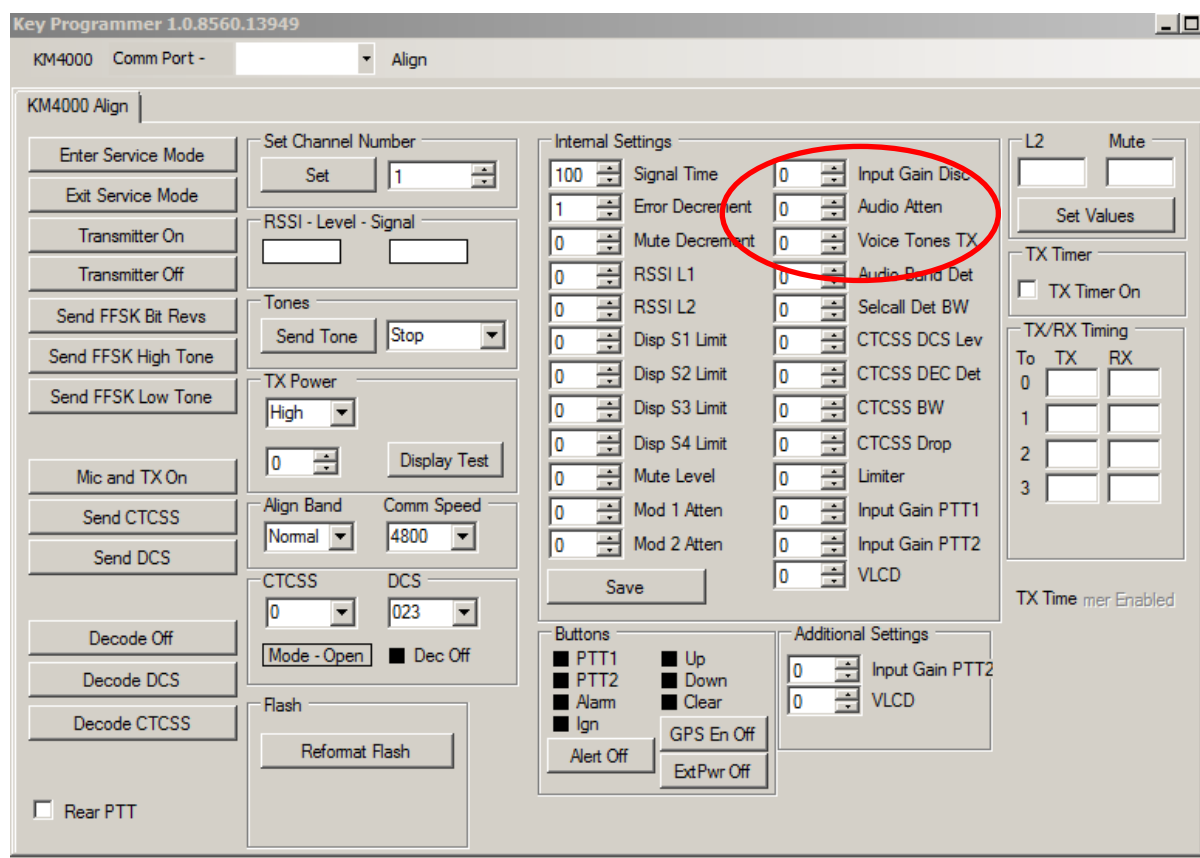 Key Programmer 1.0.8560.13949
KM4000 Comm Port - Align
KM4000 Align
Enter Service Mode
Exit Service Mode
Transmitter On
Transmitter Off
Send FFSK Bit Revs
Send FFSK High Tone
Send FFSK Low Tone
Mic and TX On
Send CTCSS
Send DCS
Decode Off
Decode DCS
Decode CTCSS
Rear PTT
Set Channel Number
Set 1
RSSI - Level - Signal
Tones
Send Tone Stop
TX Power
High
0 Display Test
Align Band Comm Speed
Normal 4800
CTCSS DCS
0 023
Mode - Open Dec Off
Flash
Reformat Flash
Internal Settings
100 Signal Time 0 Input Gain Disc
1 Error Decrement 0 Audio Atten
0 Mute Decrement 0 Voice Tones TX
0 RSSI L1 0 Audio Band Det
0 RSSI L2 0 Selcall Det BW
0 Disp S1 Limit 0 CTCSS DCS Lev
0 Disp S2 Limit 0 CTCSS DEC Det
0 Disp S3 Limit 0 CTCSS BW
0 Disp S4 Limit 0 CTCSS Drop
0 Mute Level 0 Limiter
0 Mod 1 Atten 0 Input Gain PTT1
0 Mod 2 Atten 0 Input Gain PTT2
Save 0 VLCD
Buttons
PTT1 Up
PTT2 Down
Alarm Clear
Ign GPS En Off
Alert Off ExtPwr Off
Additional Settings
0 Input Gain PTT2
0 VLCD
L2 Mute
Set Values
TX Timer
TX Timer On
TX/RX Timing
To TX RX
0
1
2
3
TX Time mer Enabled